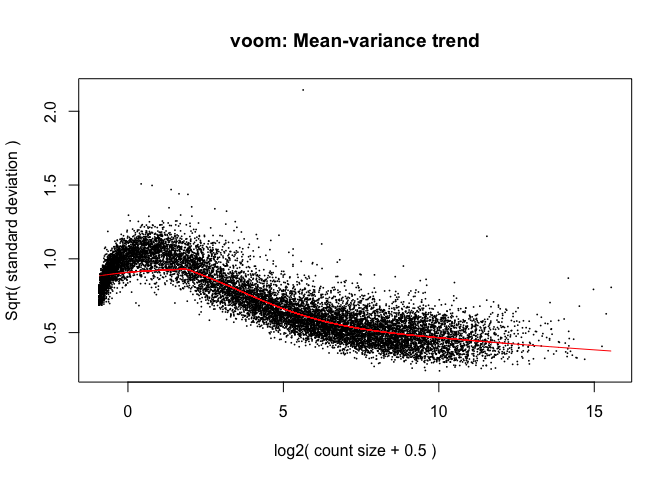 voom: Mean-variance trend
Sqrt( standard deviation )
2.0
1.5
1.0
0.5
0 5 10 15
log2( count size + 0.5 )